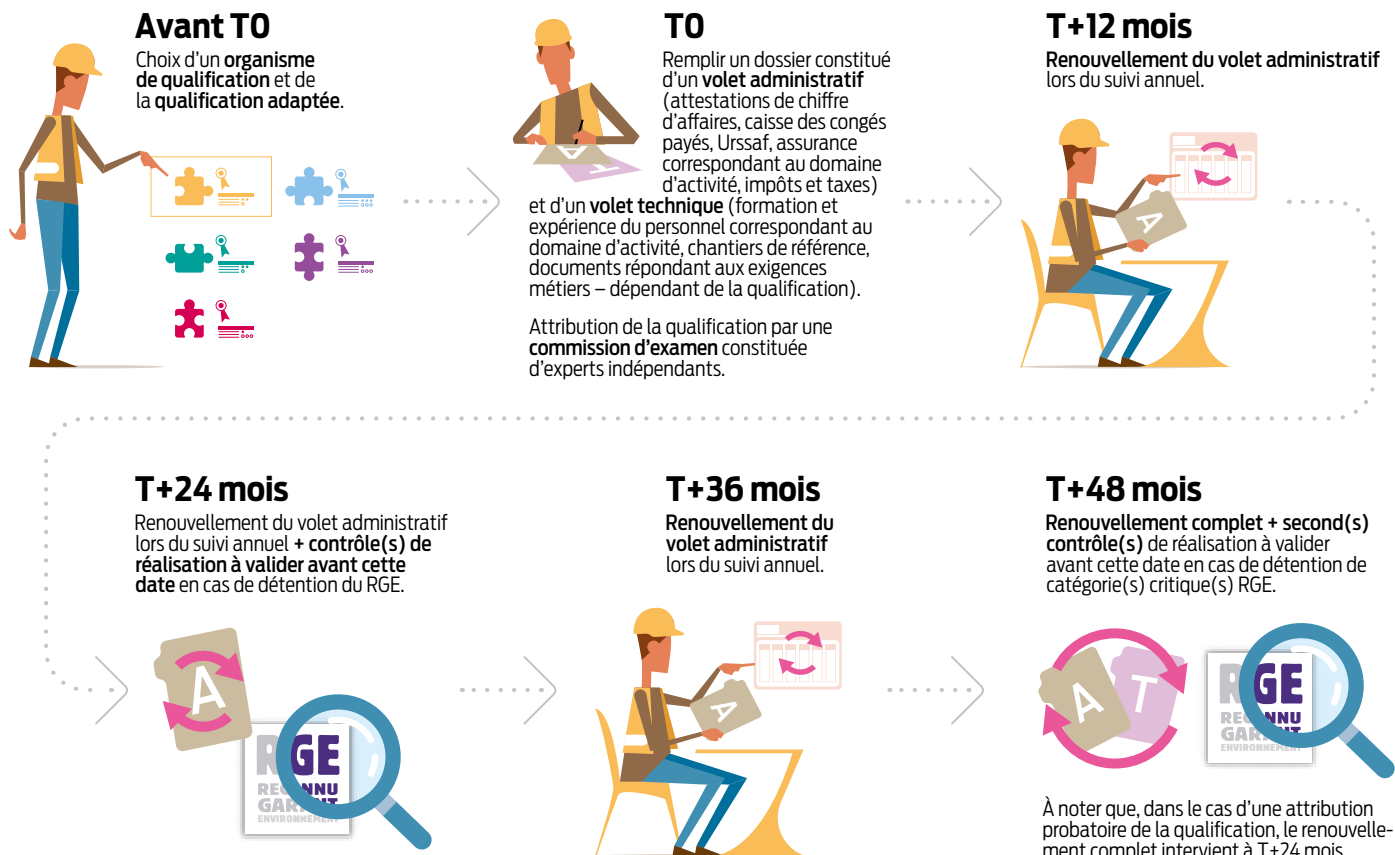 Avant T0
Choix d'un organisme
de qualification et de
la qualification adaptée.
T0
Remplir un dossier constitué
d'un volet administratif
(attestations de chiffre
d'affaires, caisse des congés
payés, Urssaf, assurance
correspondant au domaine
d'activité, impôts et taxes)
et d'un volet technique (formation et
expérience du personnel correspondant au
domaine d'activité, chantiers de référence,
documents répondant aux exigences
métiers – dépendant de la qualification).
Attribution de la qualification par une
commission d'examen constituée
d'experts indépendants.
A
T
T+12 mois
Renouvellement du volet administratif
lors du suivi annuel.
A
T+24 mois
Renouvellement du volet administratif
lors du suivi annuel + contrôle(s) de
réalisation à valider avant cette
date en cas de détention du RGE.
A
RGE
RECONNU
GARANT
ENVIRONNEMENT
T+36 mois
Renouvellement du
volet administratif
lors du suivi annuel.
A
T+48 mois
Renouvellement complet + second(s)
contrôle(s) de réalisation à valider
avant cette date en cas de détention de
catégorie(s) critique(s) RGE.
A T
RGE
RECONNU
GARANT
ENVIRONNEMENT
À noter que, dans le cas d'une attribution
probatoire de la qualification, le renouvelle-
ment complet intervient à T+24 mois